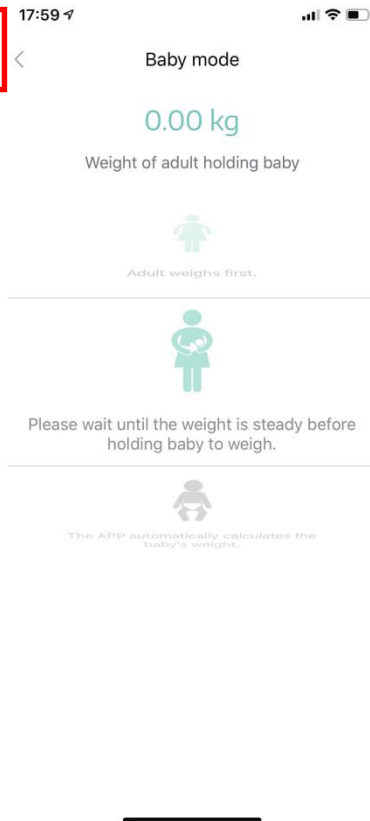 17:59
Baby mode
0.00 kg
Weight of adult holding baby
Adult weighs first.
Please wait until the weight is steady before
holding baby to weigh.
The APP automatically calculates the
baby's weight.